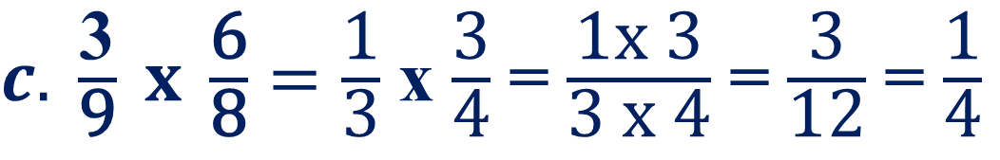 c. 3/9 x 6/8 = 1/3 x 3/4 = 1x 3/3 x 4 = 3/12 = 1/4